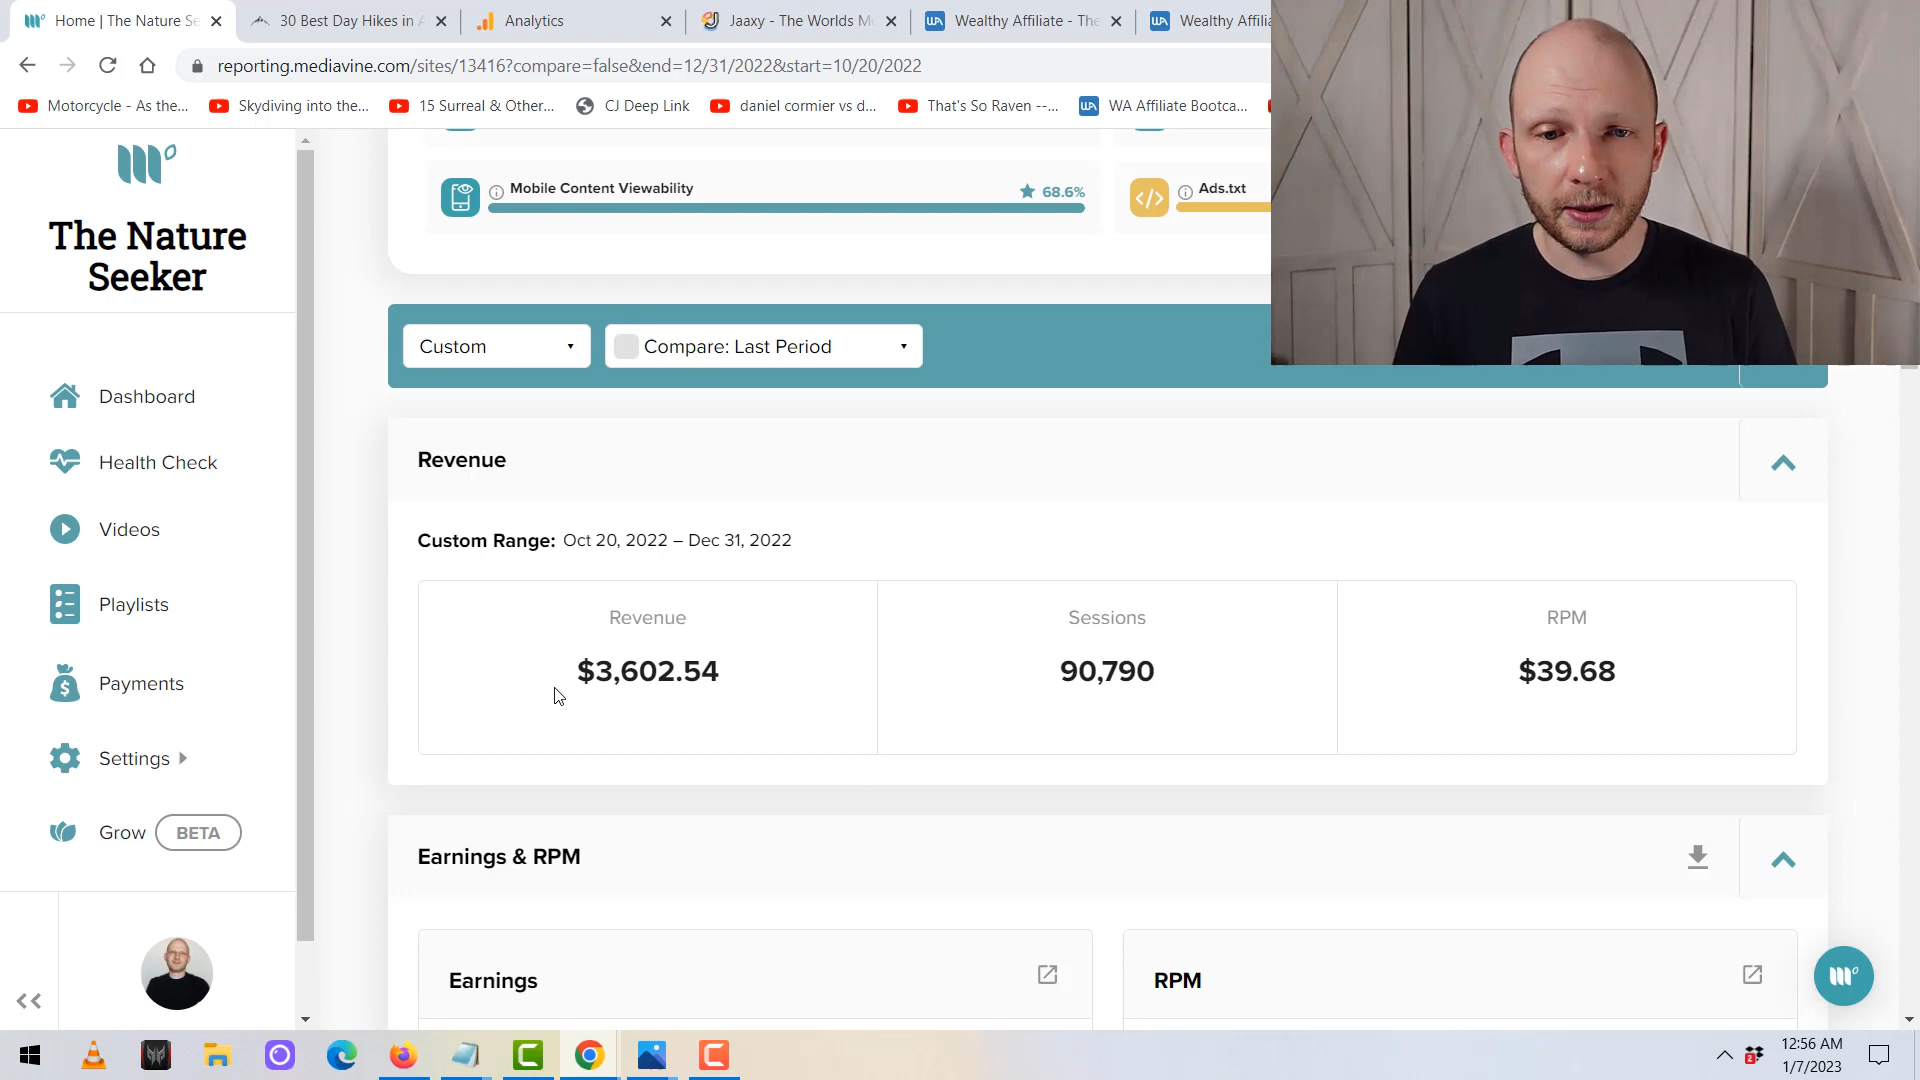 Home | The Nature Se
30 Best Day Hikes in A
Analytics
Jaaxy - The Worlds M
Wealthy Affiliate - The
Wealthy Affilia
reporting.mediavine.com/sites/13416?compare=false&end=12/31/2022&start=10/20/2022
Motorcycle - As the...
Skydiving into the...
15 Surreal & Other...
CJ Deep Link
daniel cormier vs d...
That's So Raven --...
WA Affiliate Bootca...
The Nature
Seeker
Dashboard
Health Check
Videos
Playlists
Payments
Settings
Grow BETA
Mobile Content Viewability
68.6%
Ads.txt
Custom
Compare: Last Period
Revenue
Custom Range: Oct 20, 2022 – Dec 31, 2022
Revenue
$3,602.54
Sessions
90,790
RPM
$39.68
Earnings & RPM
Earnings
RPM
12:56 AM
1/7/2023